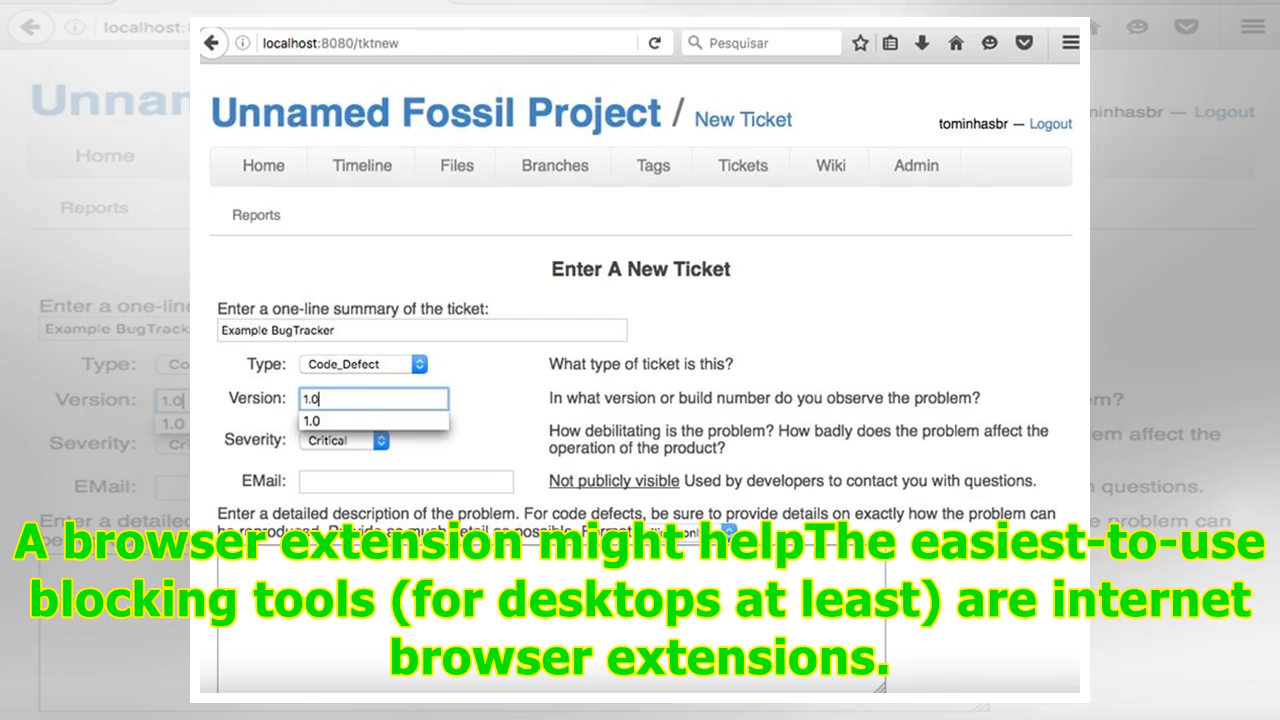 localhost:8080/tktnew
Pesquisar
Unnamed Fossil Project / New Ticket
tominhasbr — Logout
Home Timeline Files Branches Tags Tickets Wiki Admin
Reports
Enter A New Ticket
Enter a one-line summary of the ticket:
Example BugTracker
Type: Code_Defect What type of ticket is this?
Version: 1.0 In what version or build number do you observe the problem?
1.0
Severity: Critical How debilitating is the problem? How badly does the problem affect the
operation of the product?
EMail: Not publicly visible Used by developers to contact you with questions.
Enter a detailed description of the problem. For code defects, be sure to provide details on exactly how the problem can
A browser extension might helpThe easiest-to-use
blocking tools (for desktops at least) are internet
browser extensions.